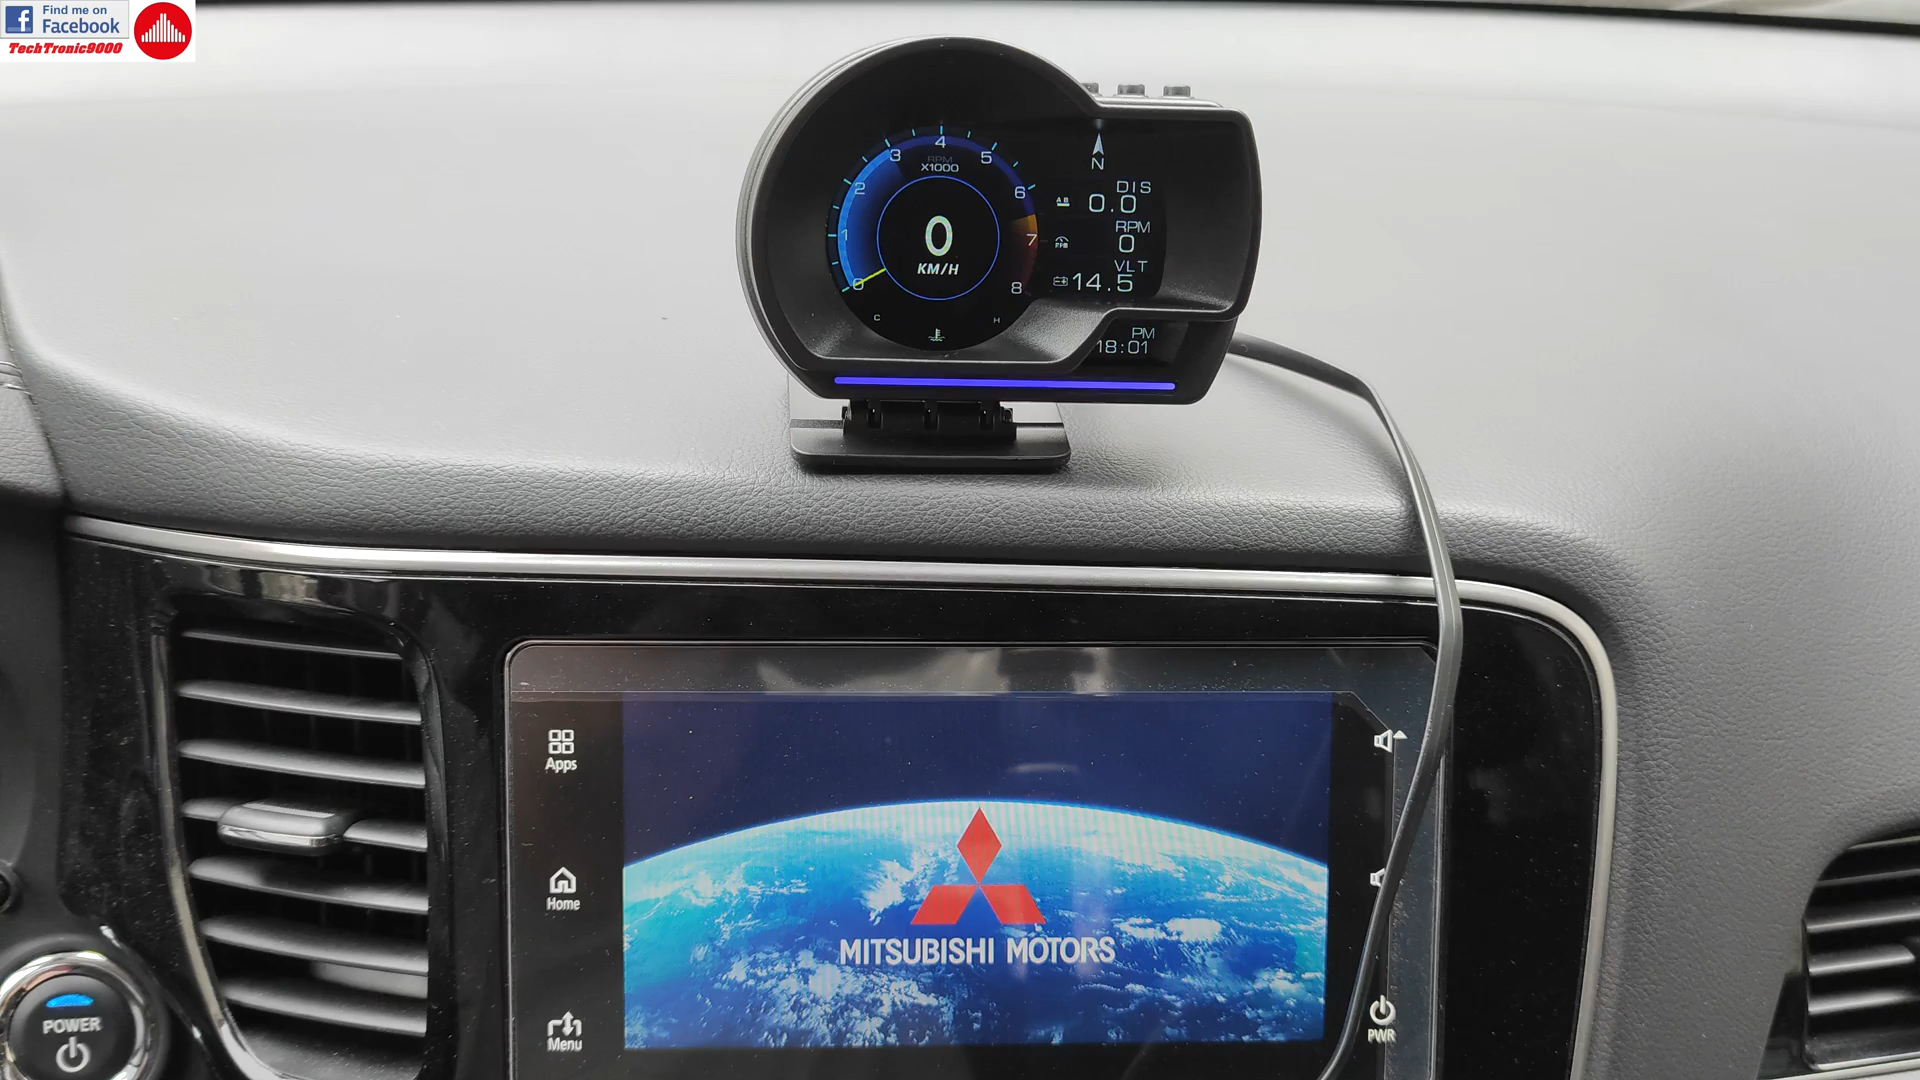 Find me on
Facebook
TechTronic9000
4
3
5
RPM
X1000
2
6
1
7
0
8
0
KM/H
C
H
N
A B
DIS
0.0
RPM
0
VLT
14.5
PM
18:01
Apps
Home
Menu
MITSUBISHI MOTORS
PWR
POWER